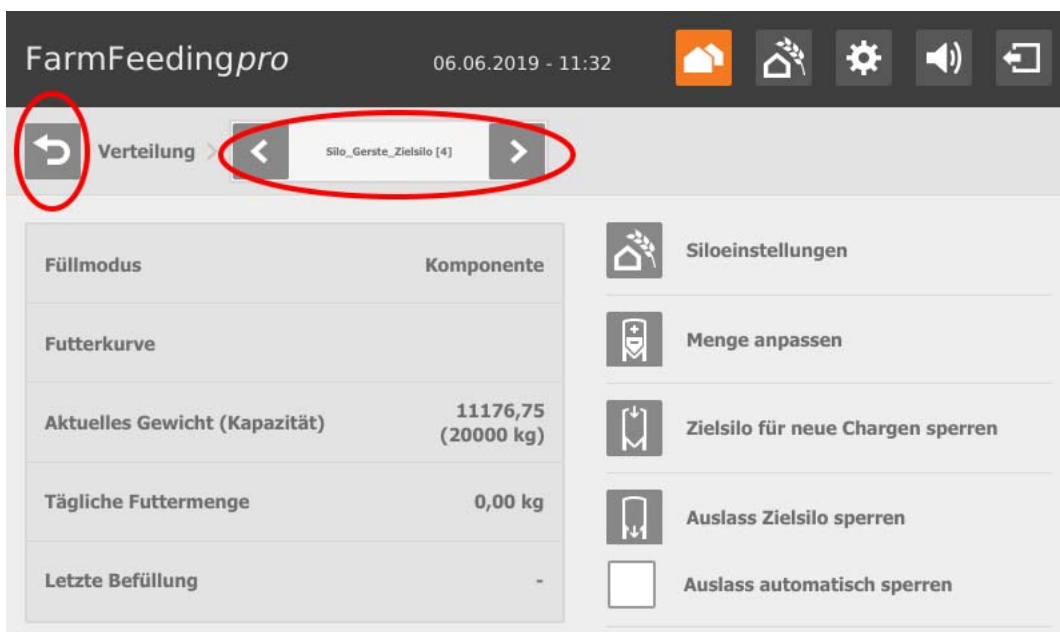 FarmFeedingpro
06.06.2019 - 11:32
Verteilung
Silo_Gerste_Zielsilo [4]
Füllmodus
Komponente
Futterkurve
Aktuelles Gewicht (Kapazität)
11176,75
(20000 kg)
Tägliche Futtermenge
0,00 kg
Letzte Befüllung
-
Siloeinstellungen
Menge anpassen
Zielsilo für neue Chargen sperren
Auslass Zielsilo sperren
Auslass automatisch sperren